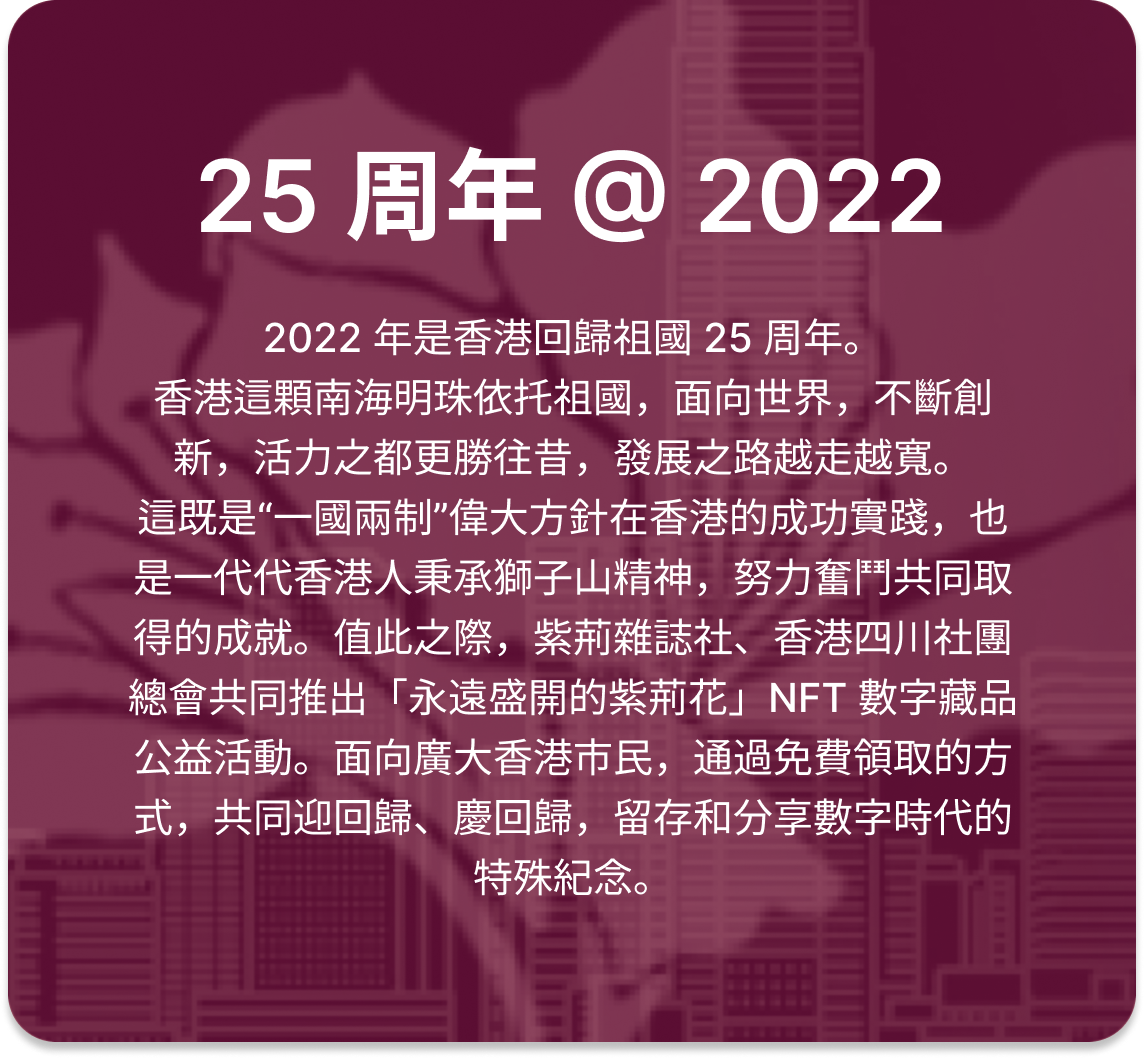 25 周年 @ 2022
2022 年是香港回歸祖國 25 周年。
香港這顆南海明珠依托祖國，面向世界，不斷創
新，活力之都更勝往昔，發展之路越走越寬。
這既是“一國兩制”偉大方針在香港的成功實踐，也
是一代代香港人秉承獅子山精神，努力奮鬥共同取
得的成就。值此之際，紫荊雜誌社、香港四川社團
總會共同推出「永遠盛開的紫荊花」NFT 數字藏品
公益活動。面向廣大香港市民，通過免費領取的方
式，共同迎回歸、慶回歸，留存和分享數字時代的
特殊紀念。